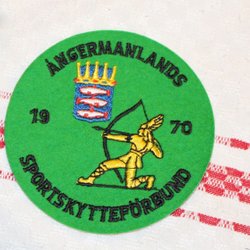 ÅNGERMANLANDS
19 70
SPORTSKYTTEFÖRBUND